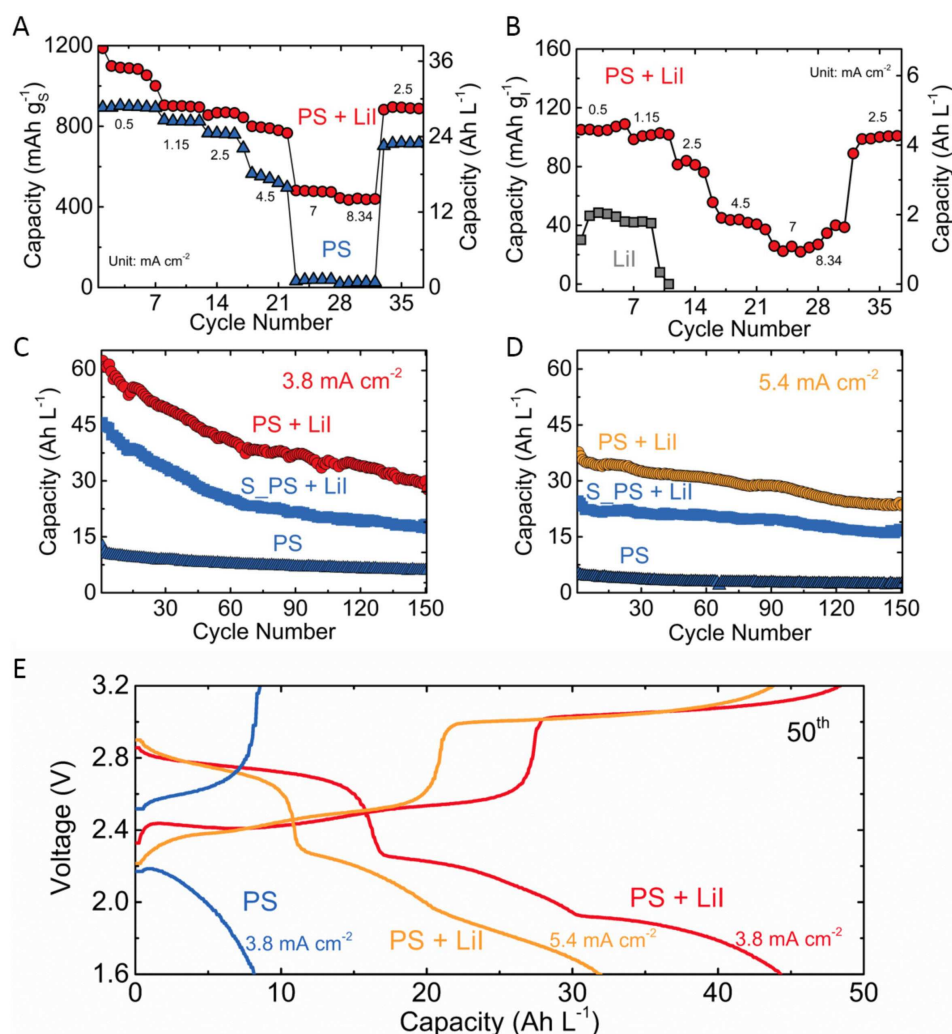 A
Capacity (mAh g_S⁻¹)
1200
800
400
0
PS + LiI
0.5
1.15
2.5
4.5
7
8.34
2.5
PS
Unit: mA cm⁻²
36
24
12
0
Capacity (Ah L⁻¹)
7 14 21 28 35
Cycle Number
B
Capacity (mAh g_I⁻¹)
160
120
80
40
0
PS + LiI
Unit: mA cm⁻²
0.5
1.15
2.5
4.5
7
8.34
2.5
LiI
6
4
2
0
Capacity (Ah L⁻¹)
7 14 21 28 35
Cycle Number
C
Capacity (Ah L⁻¹)
60
45
30
15
0
3.8 mA cm⁻²
PS + LiI
S_PS + LiI
PS
30 60 90 120 150
Cycle Number
D
Capacity (Ah L⁻¹)
60
45
30
15
0
5.4 mA cm⁻²
PS + LiI
S_PS + LiI
PS
30 60 90 120 150
Cycle Number
E
Voltage (V)
3.2
2.8
2.4
2.0
1.6
50th
PS
3.8 mA cm⁻²
PS + LiI
5.4 mA cm⁻²
PS + LiI
3.8 mA cm⁻²
0 10 20 30 40 50
Capacity (Ah L⁻¹)